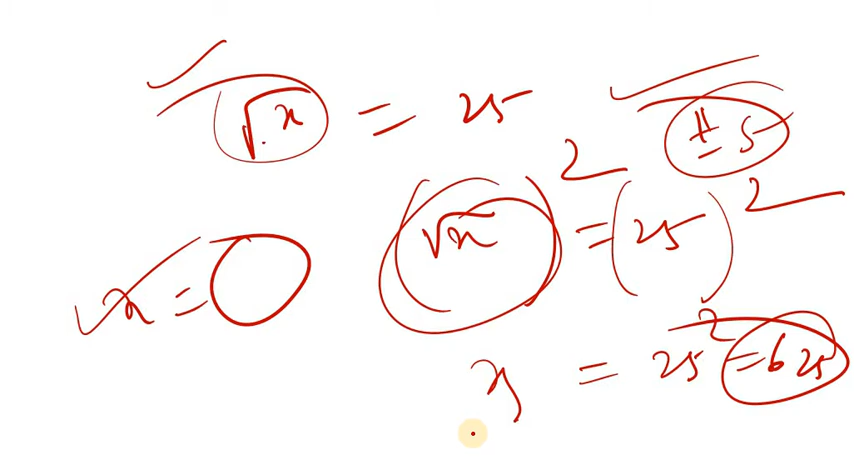 √x = 25 ± 5
(√x)² = (25)²
x =
x = 25² = 625